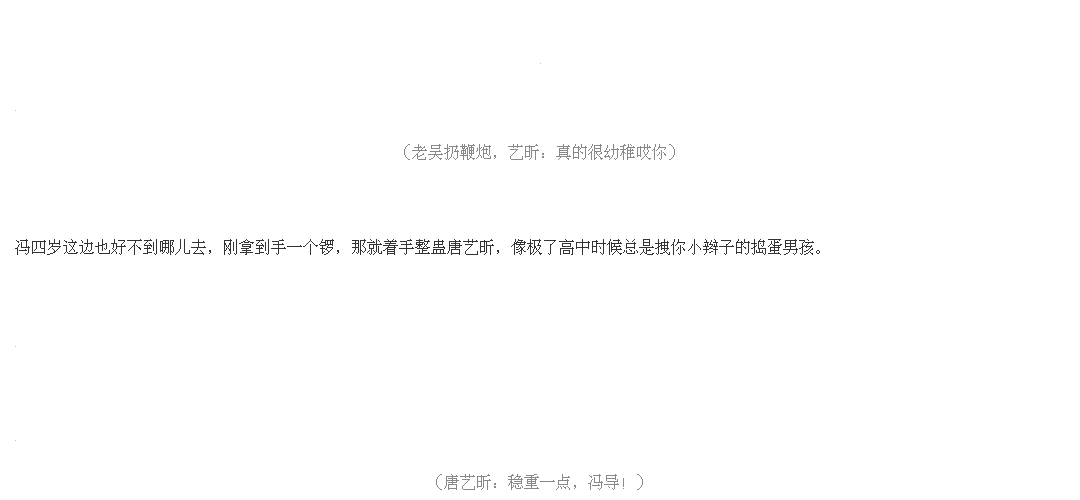 (老吴扔鞭炮，艺昕：真的很幼稚哎你)
冯四岁这边也好不到哪儿去，刚拿到手一个锣，那就着手整蛊唐艺昕，像极了高中时候总是拽你小辫子的捣蛋男孩。
(唐艺昕：稳重一点，冯导！)